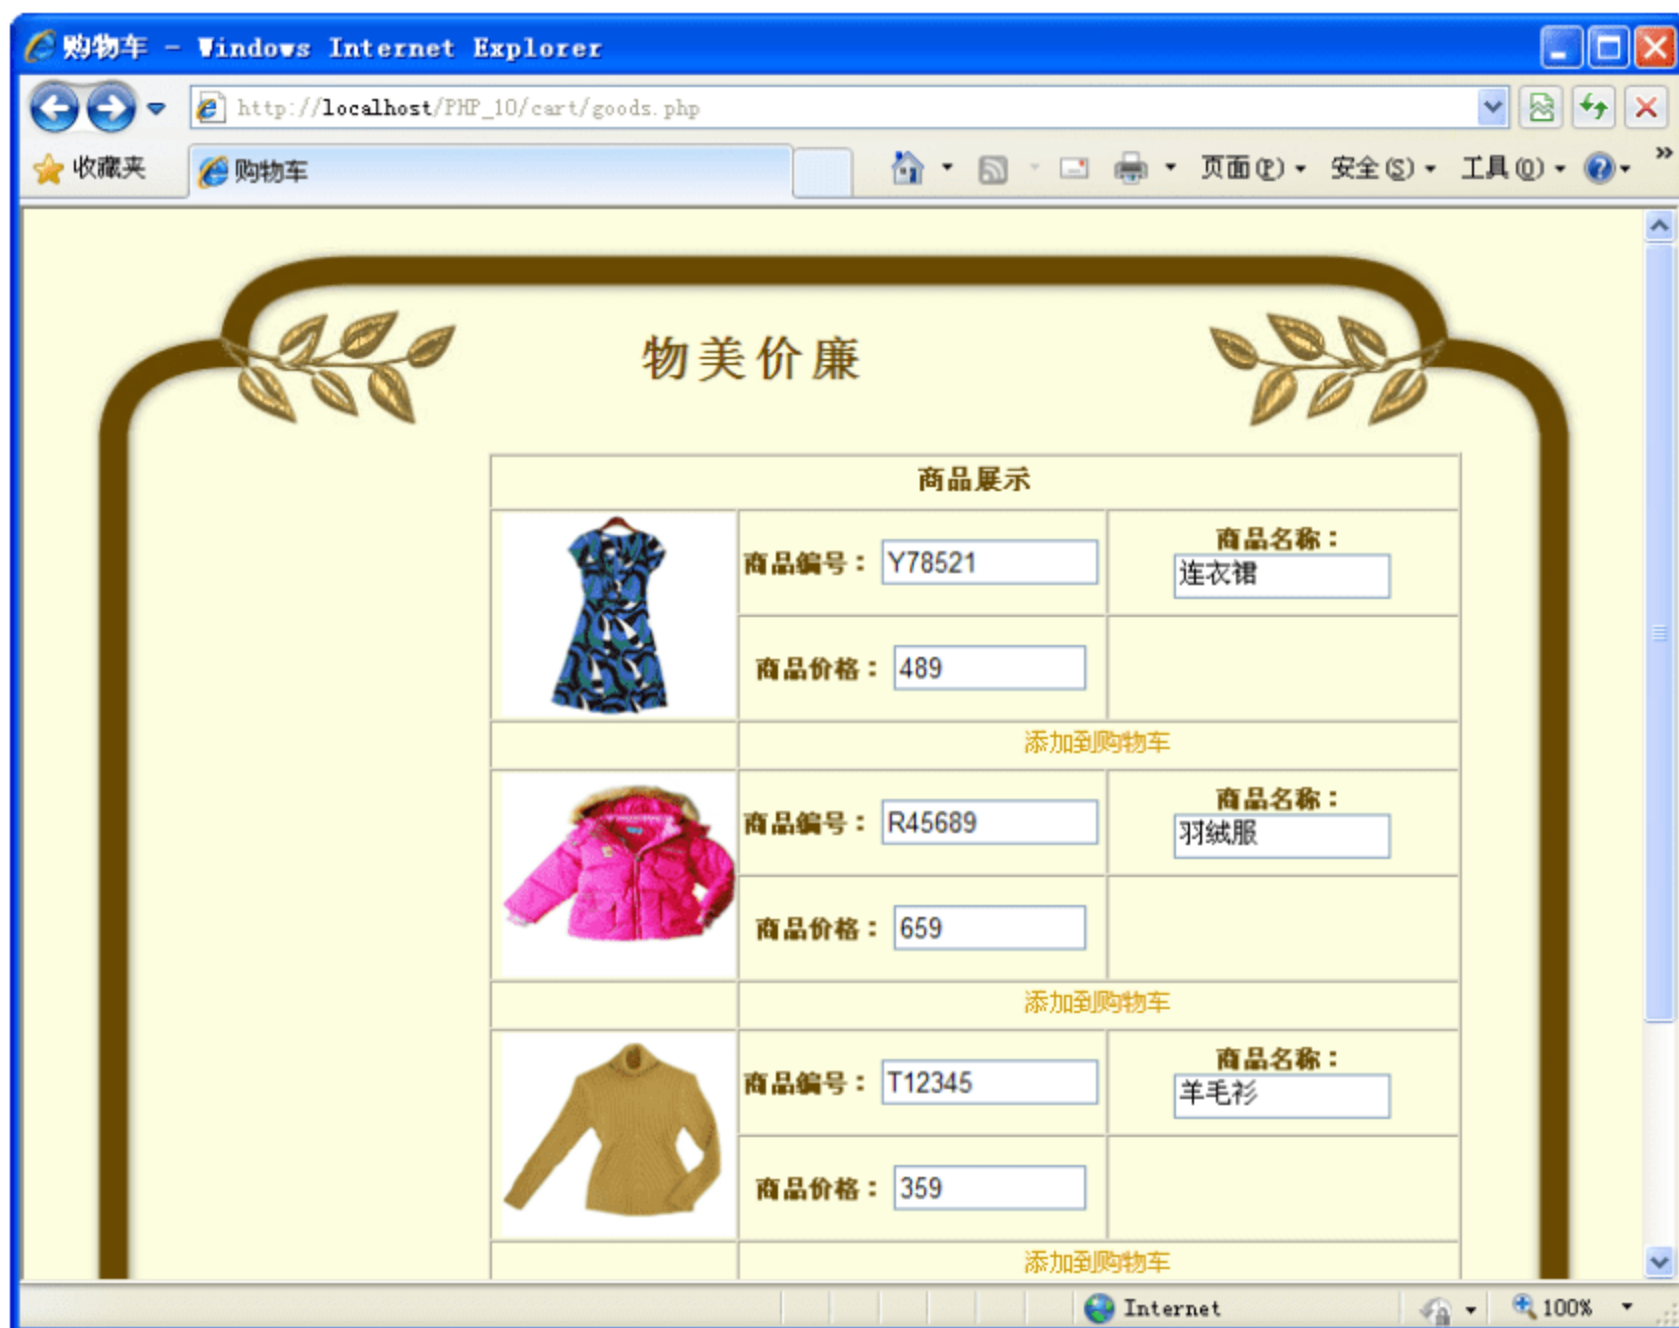 购物车 - Windows Internet Explorer
http://localhost/PHP_10/cart/goods.php
收藏夹
购物车
页面(P)
安全(S)
工具(O)
»
物美价廉
商品展示
商品编号： Y78521
商品名称：
连衣裙
商品价格： 489
添加到购物车
商品编号： R45689
商品名称：
羽绒服
商品价格： 659
添加到购物车
商品编号： T12345
商品名称：
羊毛衫
商品价格： 359
添加到购物车
Internet
100%